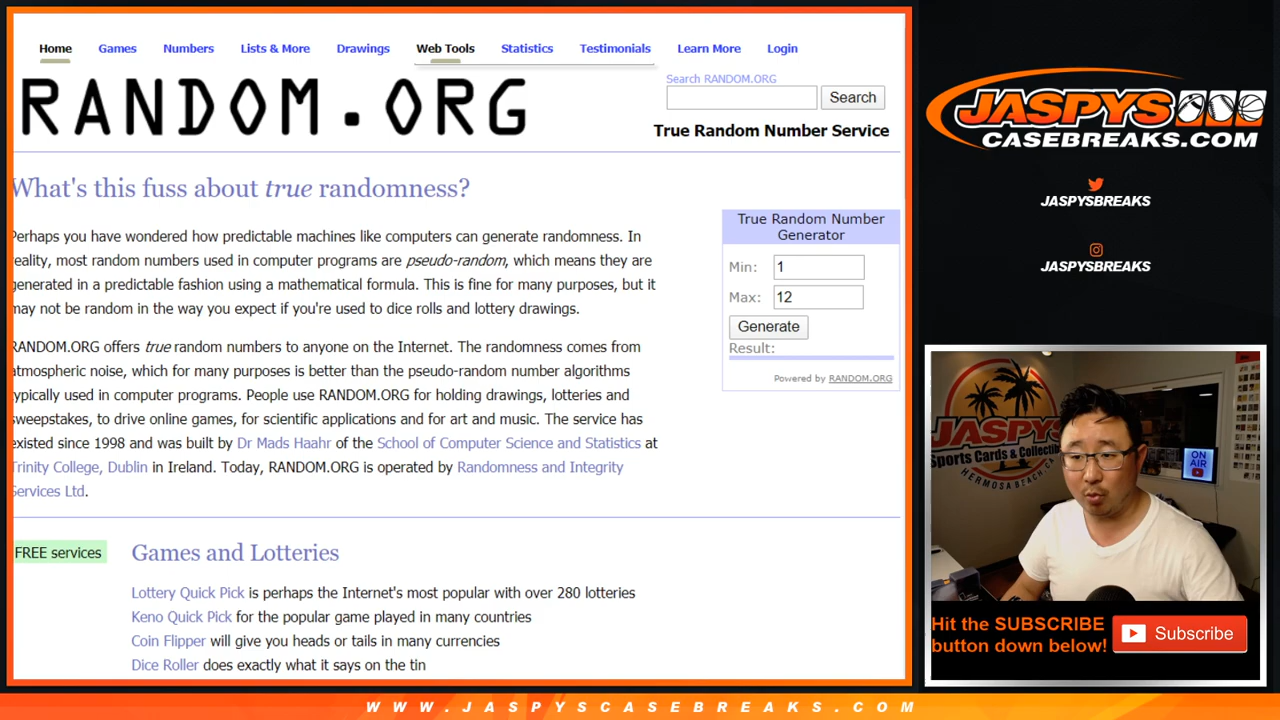 Home Games Numbers Lists & More Drawings Web Tools Statistics Testimonials Learn More Login
RANDOM.ORG
Search RANDOM.ORG
Search
True Random Number Service
What's this fuss about true randomness?
Perhaps you have wondered how predictable machines like computers can generate randomness. In
reality, most random numbers used in computer programs are pseudo-random, which means they are
generated in a predictable fashion using a mathematical formula. This is fine for many purposes, but it
may not be random in the way you expect if you're used to dice rolls and lottery drawings.
RANDOM.ORG offers true random numbers to anyone on the Internet. The randomness comes from
atmospheric noise, which for many purposes is better than the pseudo-random number algorithms
typically used in computer programs. People use RANDOM.ORG for holding drawings, lotteries and
sweepstakes, to drive online games, for scientific applications and for art and music. The service has
existed since 1998 and was built by Dr Mads Haahr of the School of Computer Science and Statistics at
Trinity College, Dublin in Ireland. Today, RANDOM.ORG is operated by Randomness and Integrity
Services Ltd.
True Random Number
Generator
Min: 1
Max: 12
Generate
Result:
Powered by RANDOM.ORG
FREE services
Games and Lotteries
Lottery Quick Pick is perhaps the Internet's most popular with over 280 lotteries
Keno Quick Pick for the popular game played in many countries
Coin Flipper will give you heads or tails in many currencies
Dice Roller does exactly what it says on the tin
JASPYS
CASEBREAKS.COM
JASPYSBREAKS
JASPYSBREAKS
JASPYS
Sports Cards & Collectibles
HERMOSA BEACH, CA
ON
AIR
Hit the SUBSCRIBE
button down below!
Subscribe
WWW.JASPYSCASEBREAKS.COM